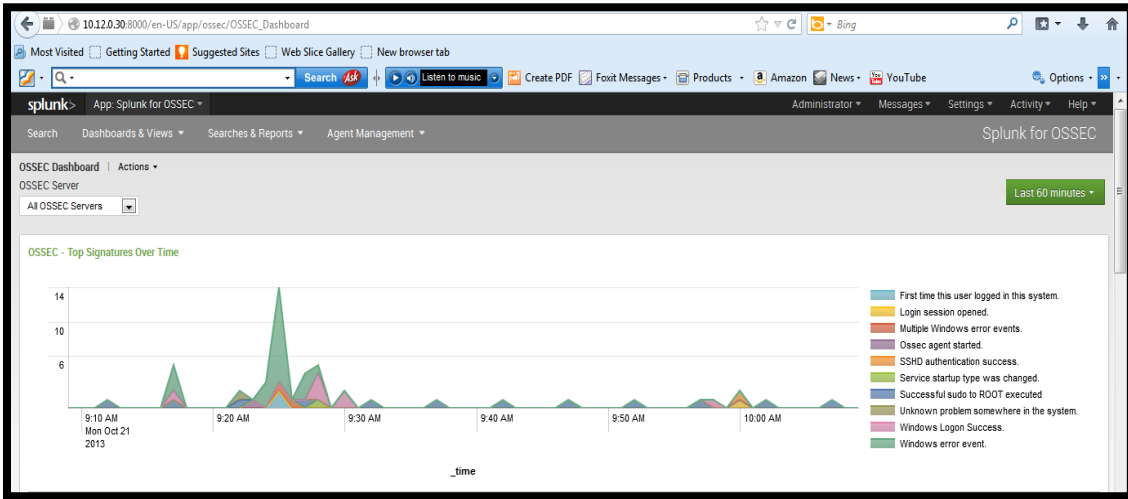 10.12.0.30:8000/en-US/app/ossec/OSSEC_Dashboard Bing
Most Visited Getting Started Suggested Sites Web Slice Gallery New browser tab
Search Ask Listen to music Create PDF Foxit Messages Products Amazon News YouTube Options »
splunk> App: Splunk for OSSEC Administrator Messages Settings Activity Help
Search Dashboards & Views Searches & Reports Agent Management Splunk for OSSEC
OSSEC Dashboard | Actions
OSSEC Server
All OSSEC Servers
Last 60 minutes
OSSEC - Top Signatures Over Time
14
10
6
9:10 AM 9:20 AM 9:30 AM 9:40 AM 9:50 AM 10:00 AM
Mon Oct 21
2013
_time
First time this user logged in this system.
Login session opened.
Multiple Windows error events.
Ossec agent started.
SSHD authentication success.
Service startup type was changed.
Successful sudo to ROOT executed
Unknown problem somewhere in the system.
Windows Logon Success.
Windows error event.